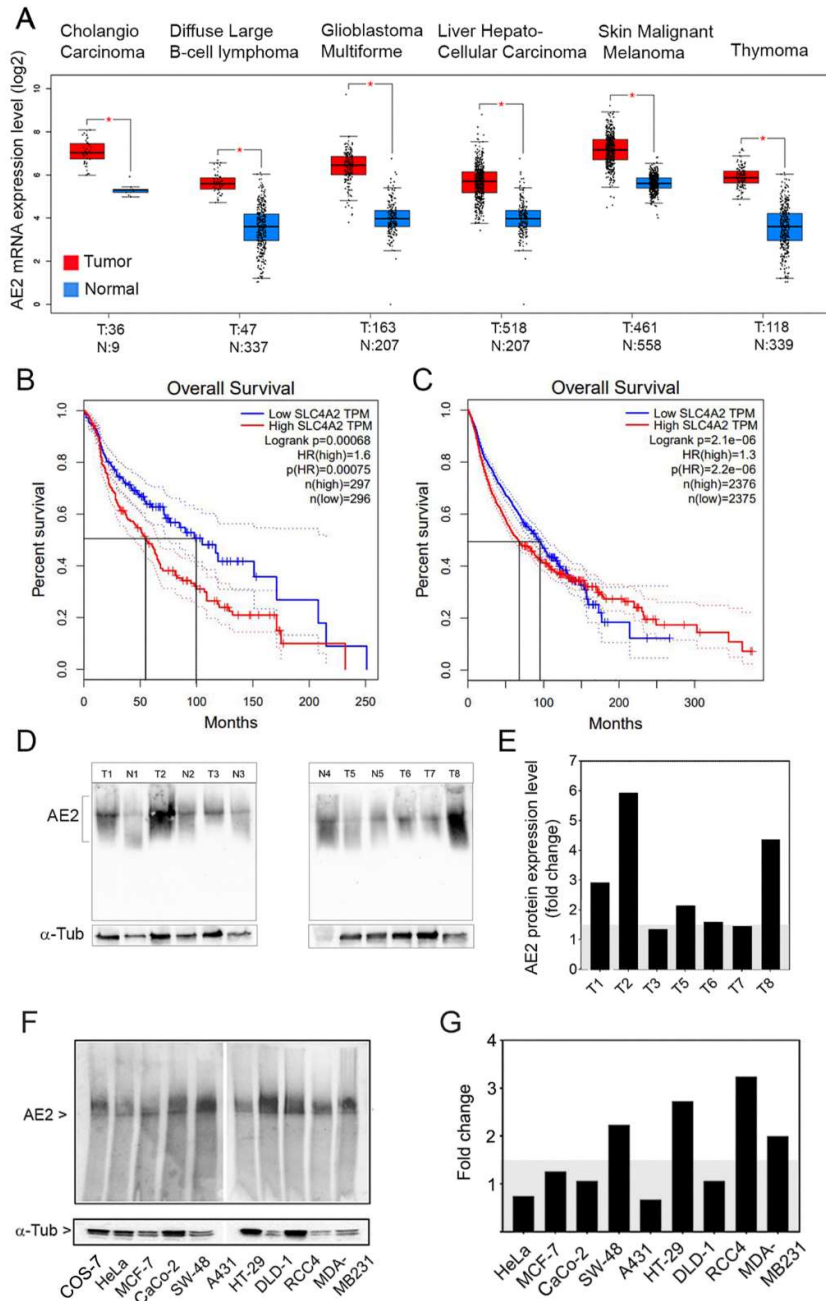 A
Cholangio Carcinoma
Diffuse Large B-cell lymphoma
Glioblastoma Multiforme
Liver Hepato- Cellular Carcinoma
Skin Malignant Melanoma
Thymoma
AE2 mRNA expression level (log2)
10
8
6
4
2
0
* * * * * *
Tumor
Normal
T:36 T:47 T:163 T:518 T:461 T:118
N:9 N:337 N:207 N:207 N:558 N:339
B
Overall Survival
Low SLC4A2 TPM
High SLC4A2 TPM
Logrank p=0.00068
HR(high)=1.6
p(HR)=0.00075
n(high)=297
n(low)=296
Percent survival
1.0
0.8
0.6
0.4
0.2
0.0
0 50 100 150 200 250
Months
C
Overall Survival
Low SLC4A2 TPM
High SLC4A2 TPM
Logrank p=2.1e−06
HR(high)=1.3
p(HR)=2.2e−06
n(high)=2376
n(low)=2375
Percent survival
1.0
0.8
0.6
0.4
0.2
0.0
0 100 200 300
Months
D
T1 N1 T2 N2 T3 N3
N4 T5 N5 T6 T7 T8
AE2
α-Tub
E
AE2 protein expression level
(fold change)
7
6
5
4
3
2
1
0
T1 T2 T3 T5 T6 T7 T8
F
AE2 >
α-Tub >
COS-7 HeLa MCF-7 CaCo-2 SW-48 A431 HT-29 DLD-1 RCC4 MDA-MB231
G
Fold change
4
3
2
1
HeLa MCF-7 CaCo-2 SW-48 A431 HT-29 DLD-1 RCC4 MDA-MB231